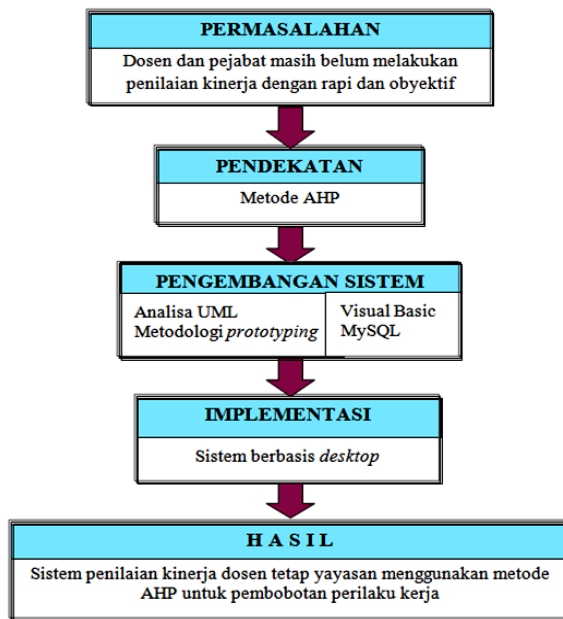 PERMASALAHAN
Dosen dan pejabat masih belum melakukan
penilaian kinerja dengan rapi dan obyektif
PENDEKATAN
Metode AHP
PENGEMBANGAN SISTEM
Analisa UML
Metodologi prototyping
Visual Basic
MySQL
IMPLEMENTASI
Sistem berbasis desktop
H A S I L
Sistem penilaian kinerja dosen tetap yayasan menggunakan metode
AHP untuk pembobotan perilaku kerja